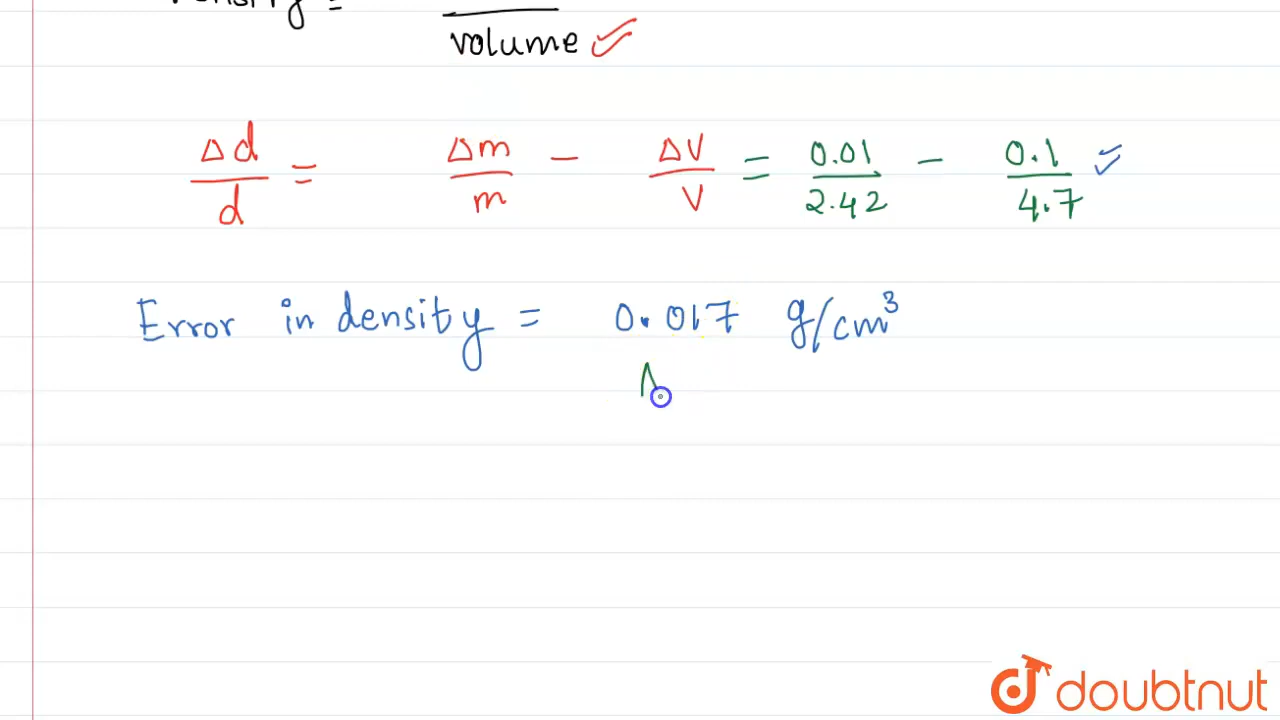 density =
volume
Δd/d = Δm/m - ΔV/V = 0.01/2.42 - 0.1/4.7
Error in density = 0.017 g/cm³
doubtnut